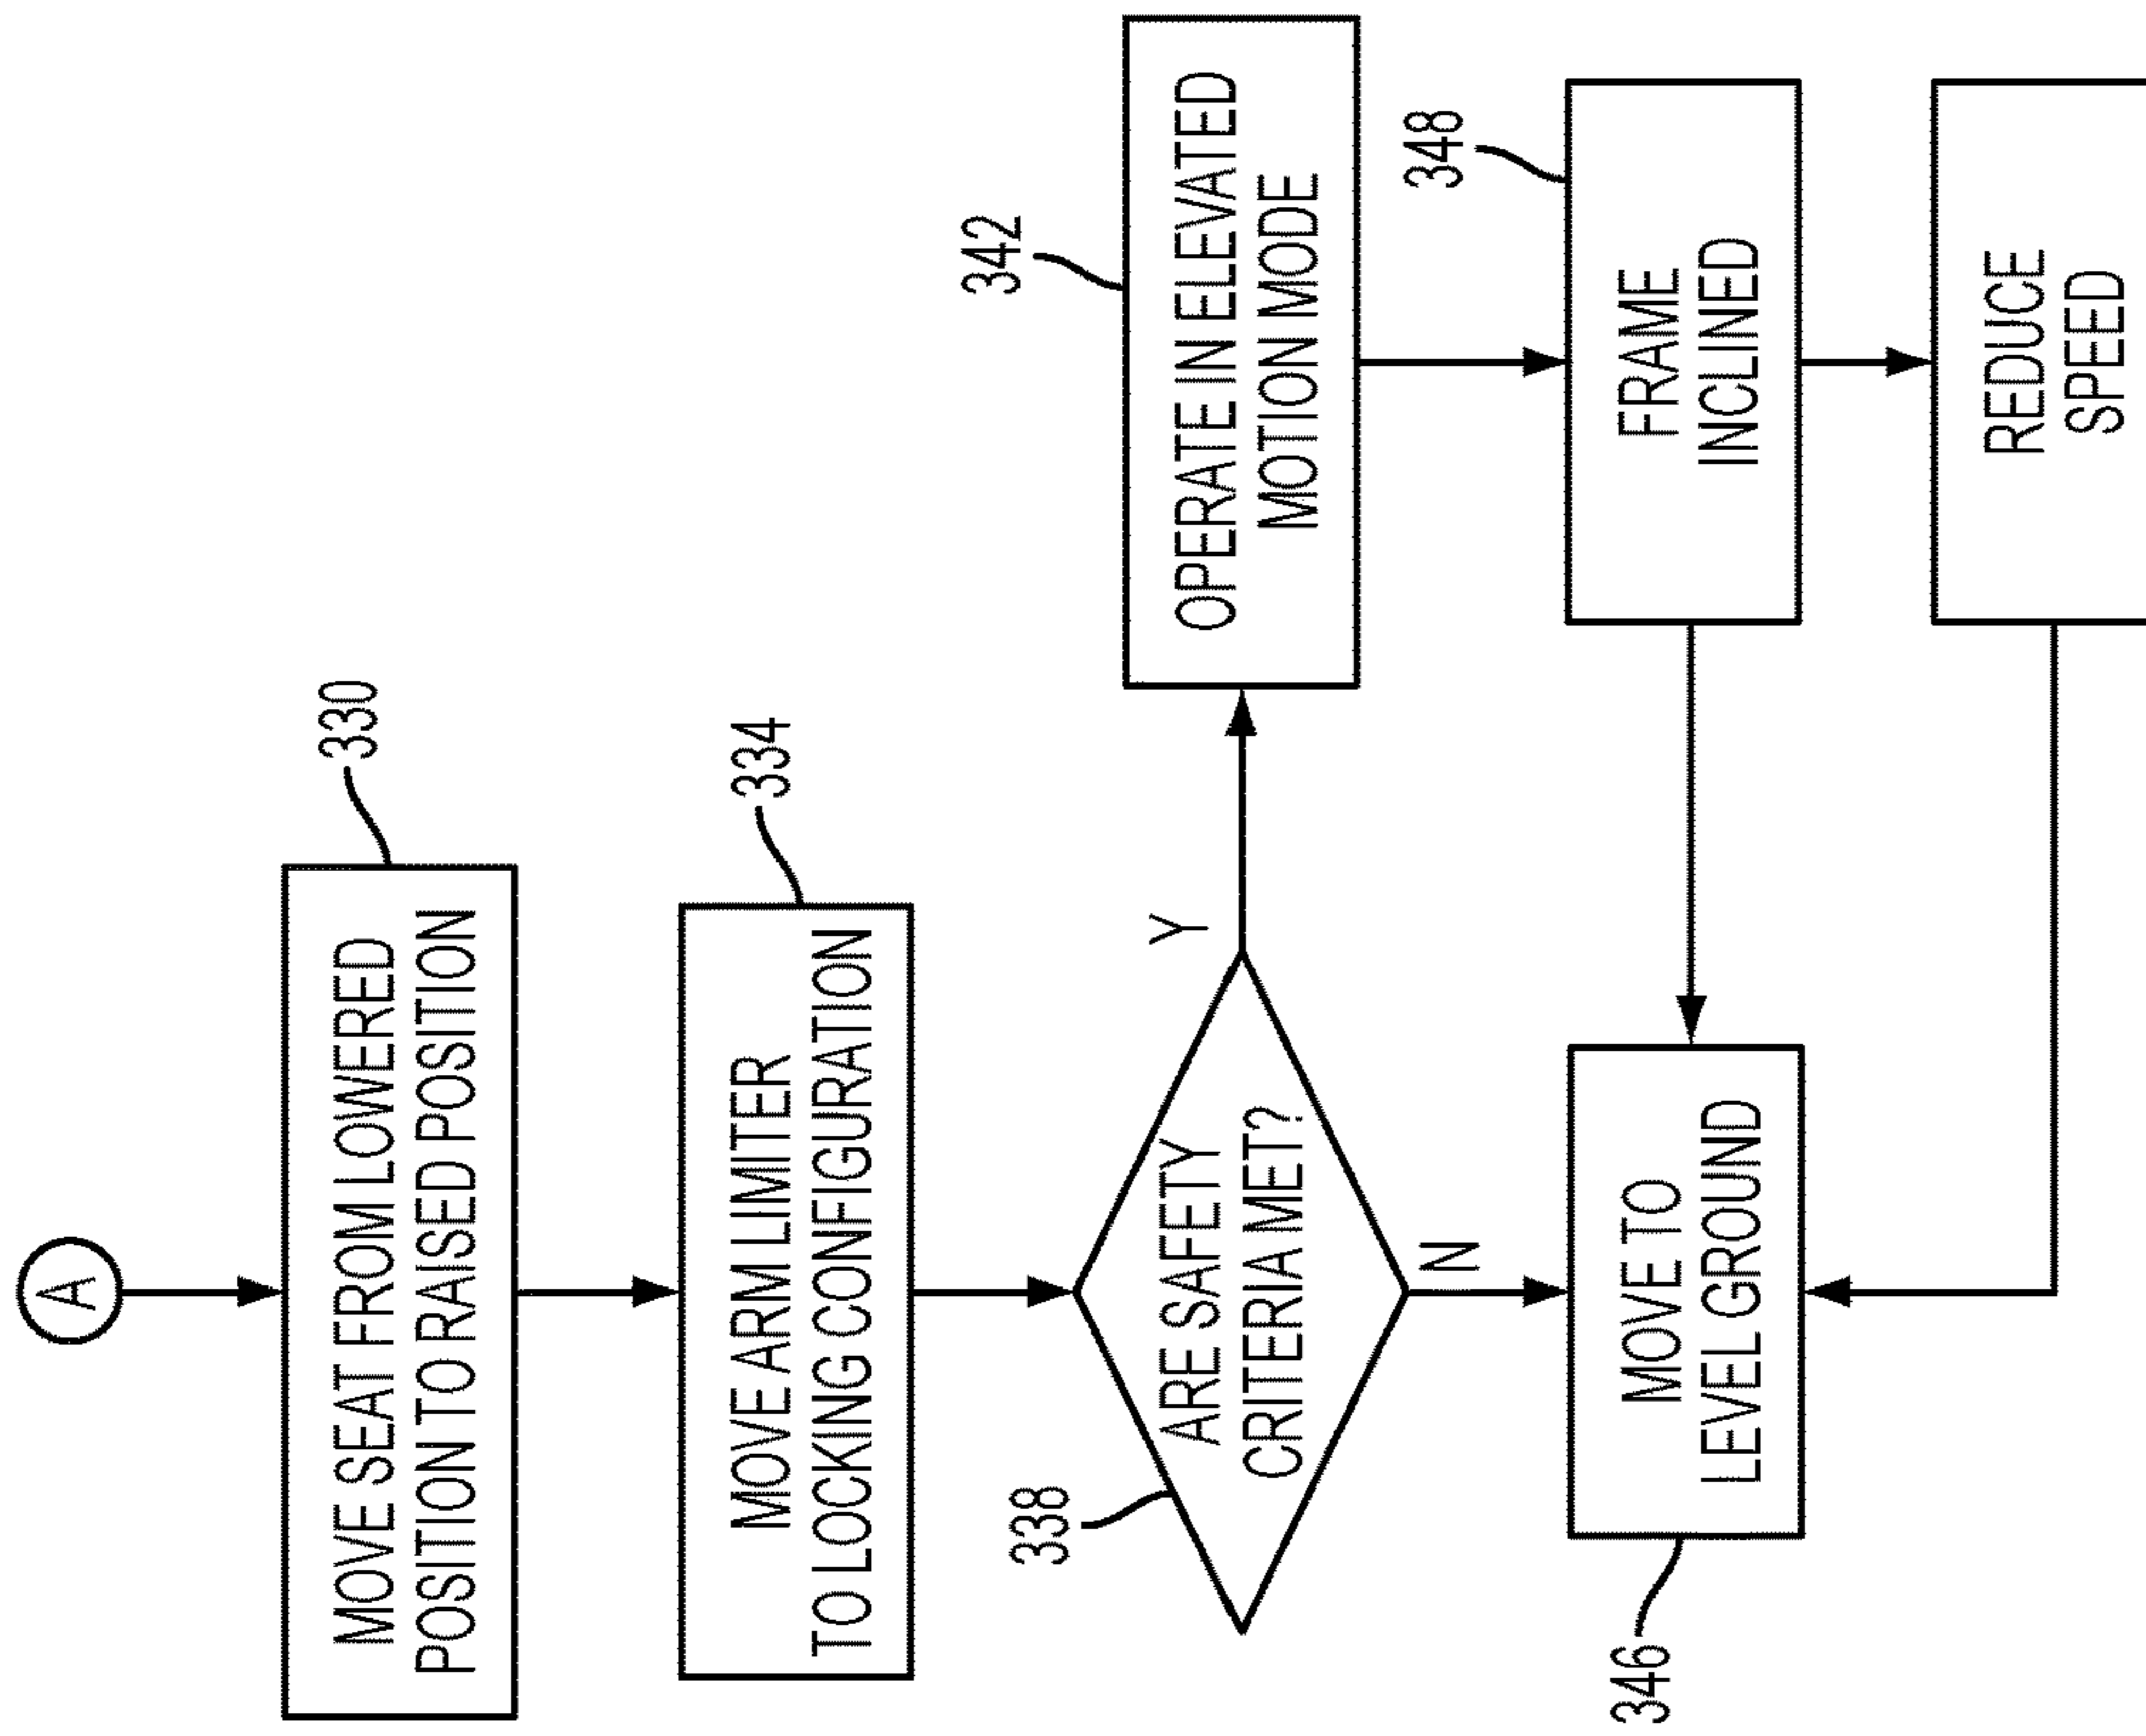 A
330
MOVE SEAT FROM LOWERED
POSITION TO RAISED POSITION
334
MOVE ARM LIMITER
TO LOCKING CONFIGURATION
338
ARE SAFETY
CRITERIA MET?
Y
N
342
OPERATE IN ELEVATED
MOTION MODE
346
MOVE TO
LEVEL GROUND
348
FRAME
INCLINED
REDUCE
SPEED